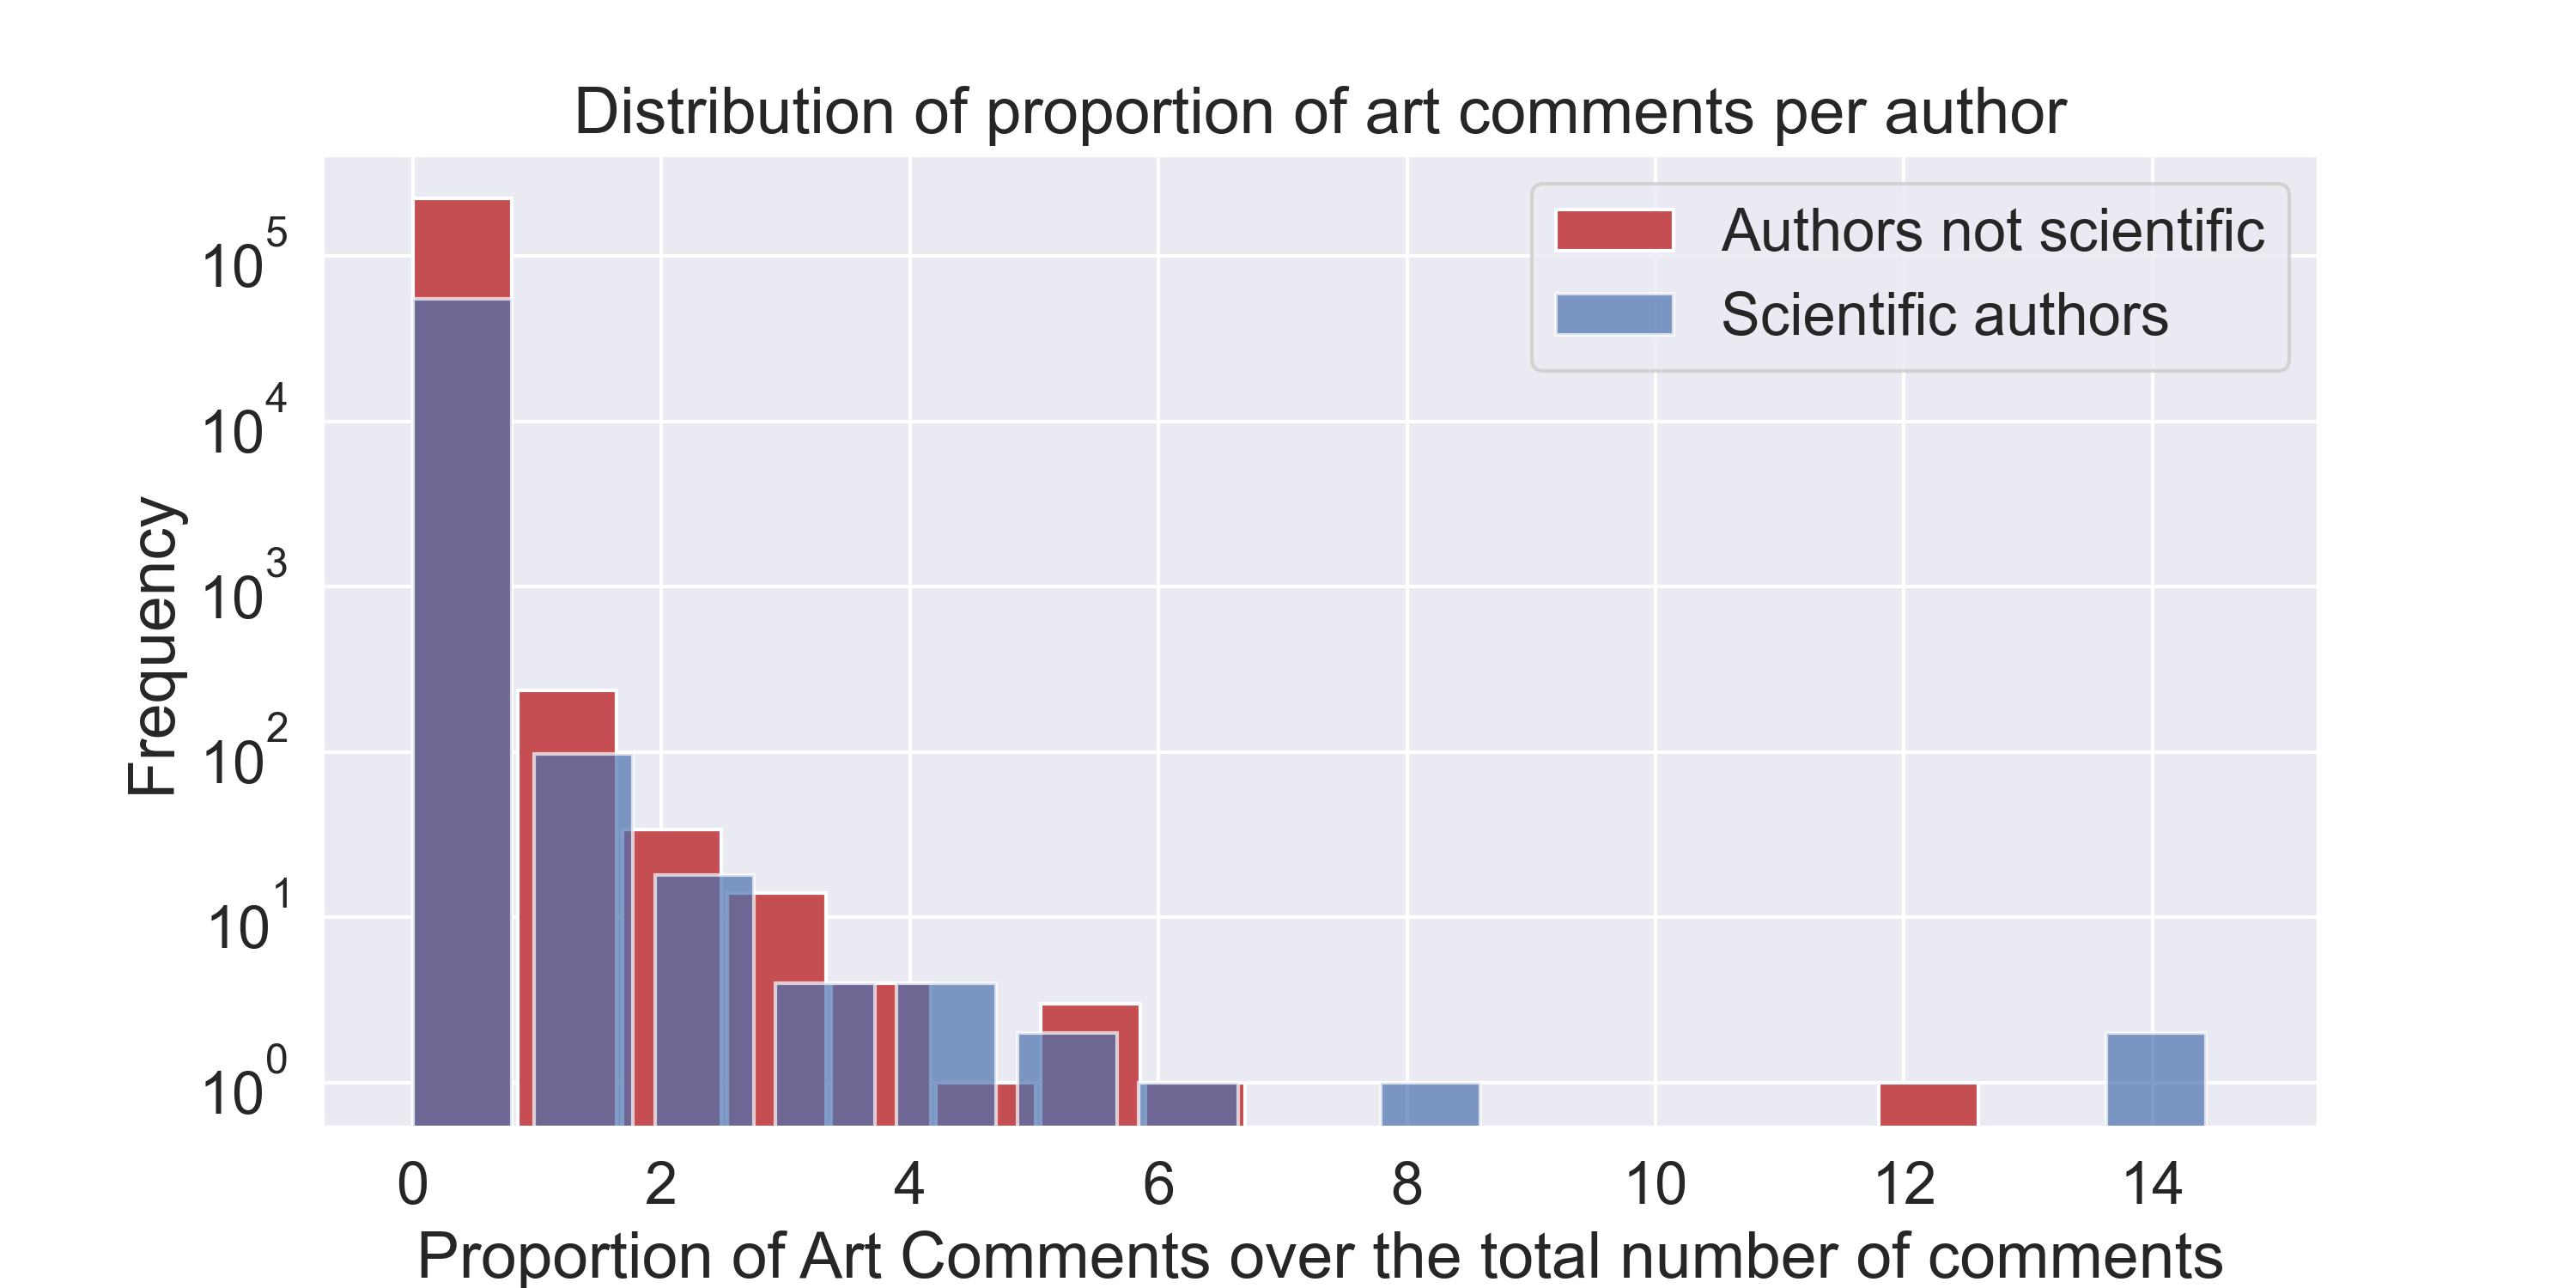 Distribution of proportion of art comments per author
Authors not scientific
Scientific authors
Frequency
10^5
10^4
10^3
10^2
10^1
10^0
0 2 4 6 8 10 12 14
Proportion of Art Comments over the total number of comments